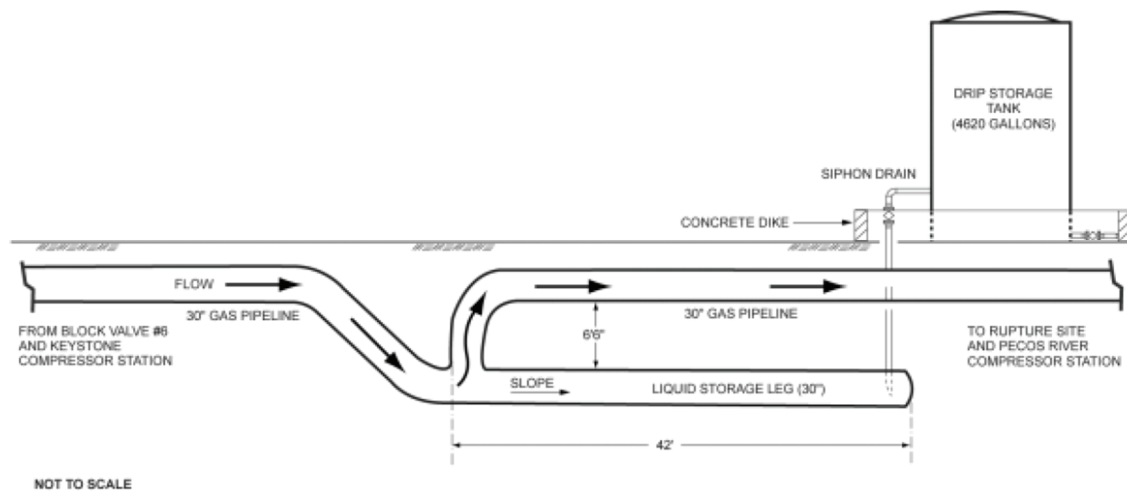 DRIP STORAGE
TANK
(4620 GALLONS)
SIPHON DRAIN
CONCRETE DIKE
FLOW
30" GAS PIPELINE
30" GAS PIPELINE
FROM BLOCK VALVE #6
AND KEYSTONE
COMPRESSOR STATION
6'6"
TO RUPTURE SITE
AND PECOS RIVER
COMPRESSOR STATION
SLOPE
LIQUID STORAGE LEG (30")
42'
NOT TO SCALE